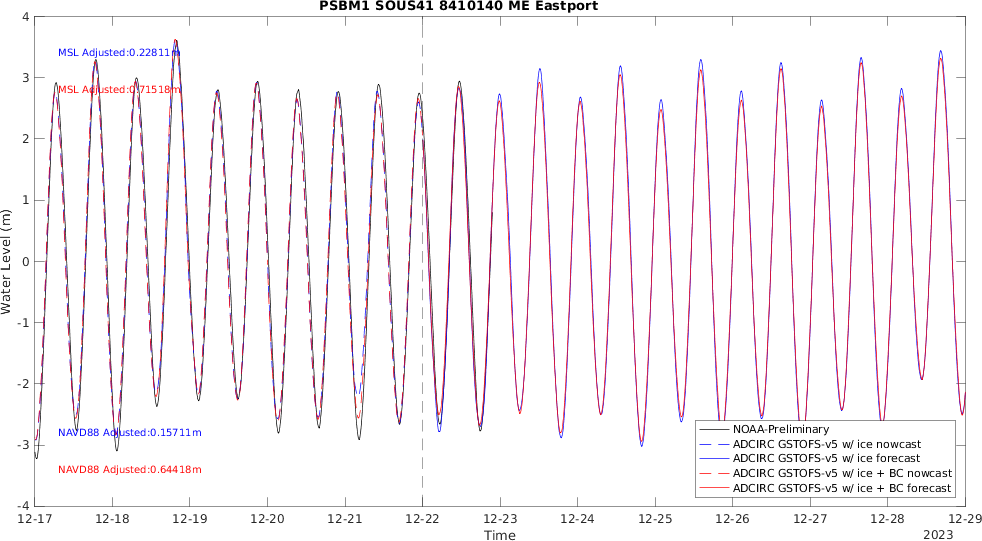 PSBM1 SOUS41 8410140 ME Eastport
4
3
2
1
0
-1
-2
-3
-4
Water Level (m)
MSL Adjusted:0.22811m
MSL Adjusted:0.71518m
NAVD88 Adjusted:0.15711m
NAVD88 Adjusted:0.64418m
NOAA-Preliminary
ADCIRC GSTOFS-v5 w/ ice nowcast
ADCIRC GSTOFS-v5 w/ ice forecast
ADCIRC GSTOFS-v5 w/ ice + BC nowcast
ADCIRC GSTOFS-v5 w/ ice + BC forecast
12-17 12-18 12-19 12-20 12-21 12-22 12-23 12-24 12-25 12-26 12-27 12-28 12-29
Time
2023